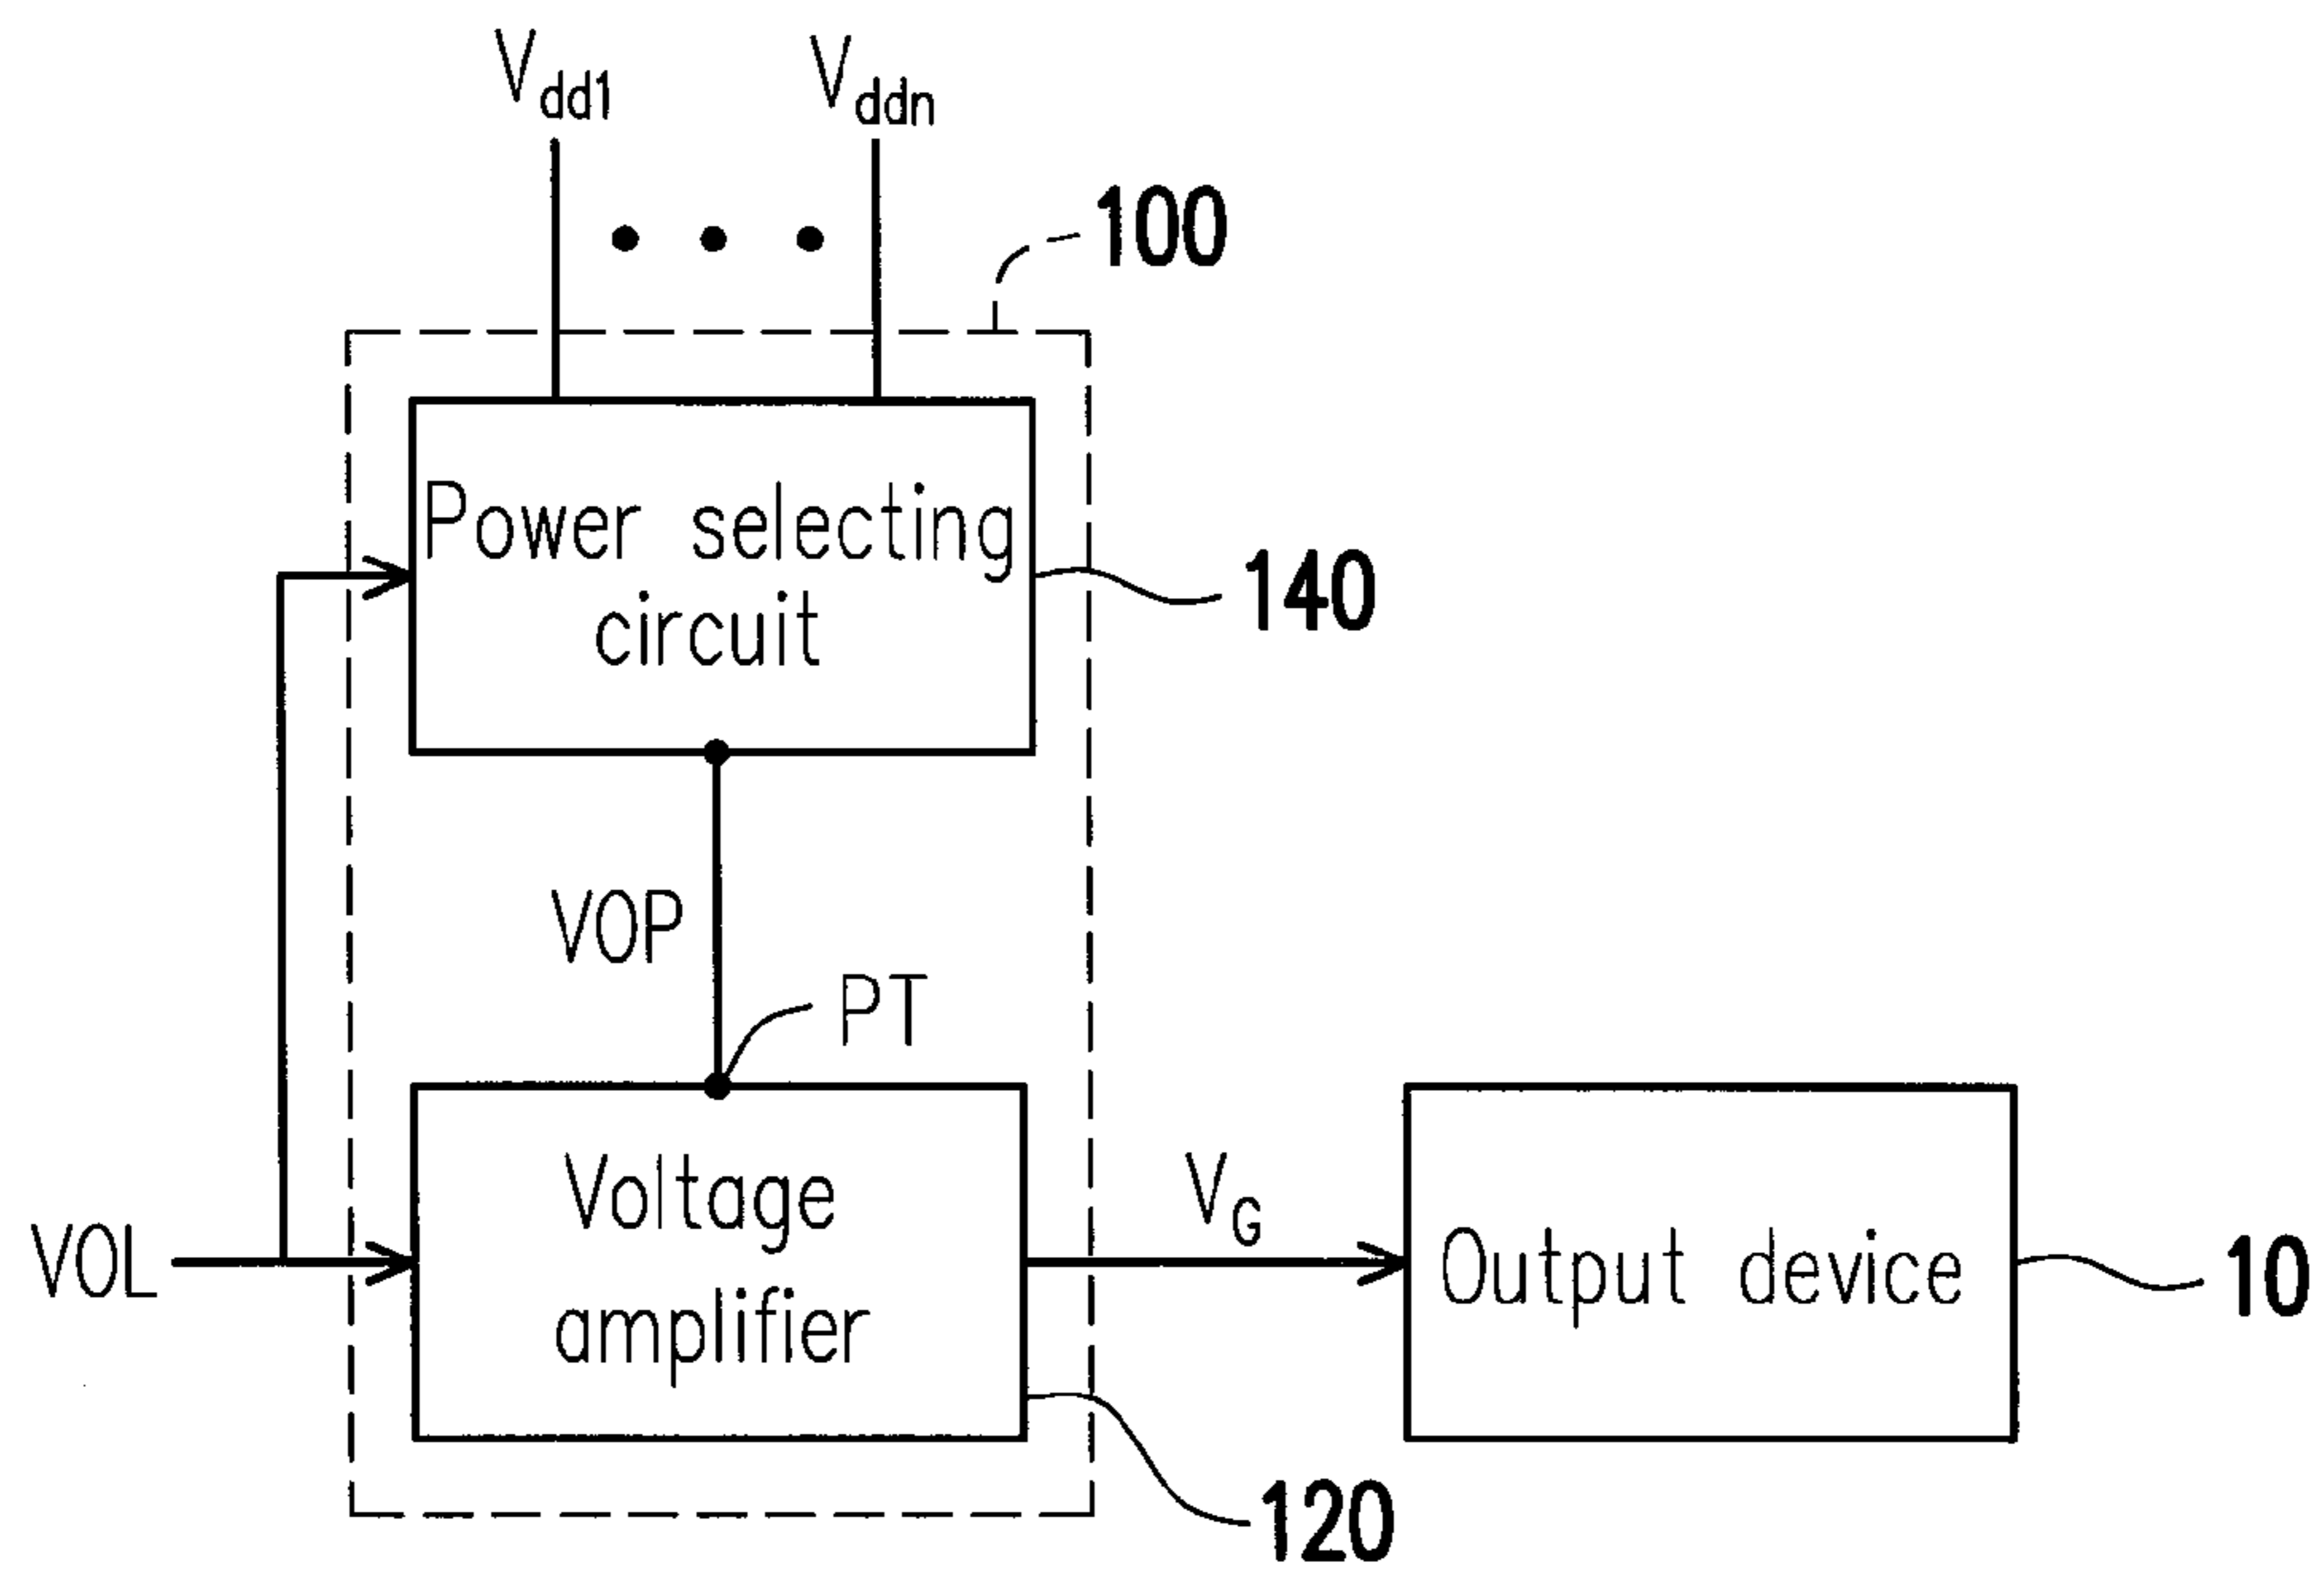 Vdd1
Vddn
100
Power selecting
circuit
140
VOP
PT
Voltage
amplifier
VOL
VG
Output device
10
120